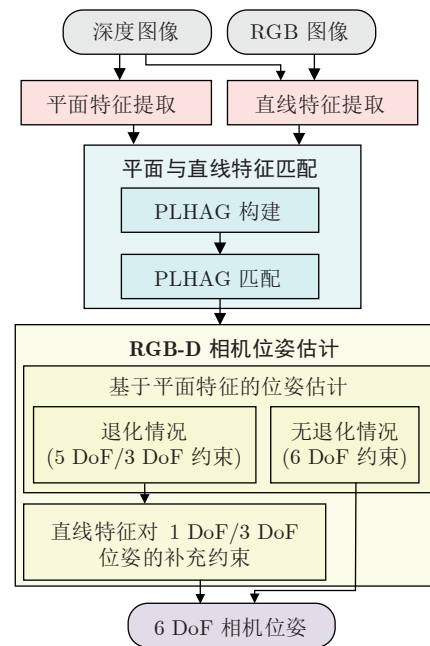 深度图像
RGB 图像
平面特征提取
直线特征提取
平面与直线特征匹配
PLHAG 构建
PLHAG 匹配
RGB-D 相机位姿估计
基于平面特征的位姿估计
退化情况
(5 DoF/3 DoF 约束)
无退化情况
(6 DoF 约束)
直线特征对 1 DoF/3 DoF
位姿的补充约束
6 DoF 相机位姿